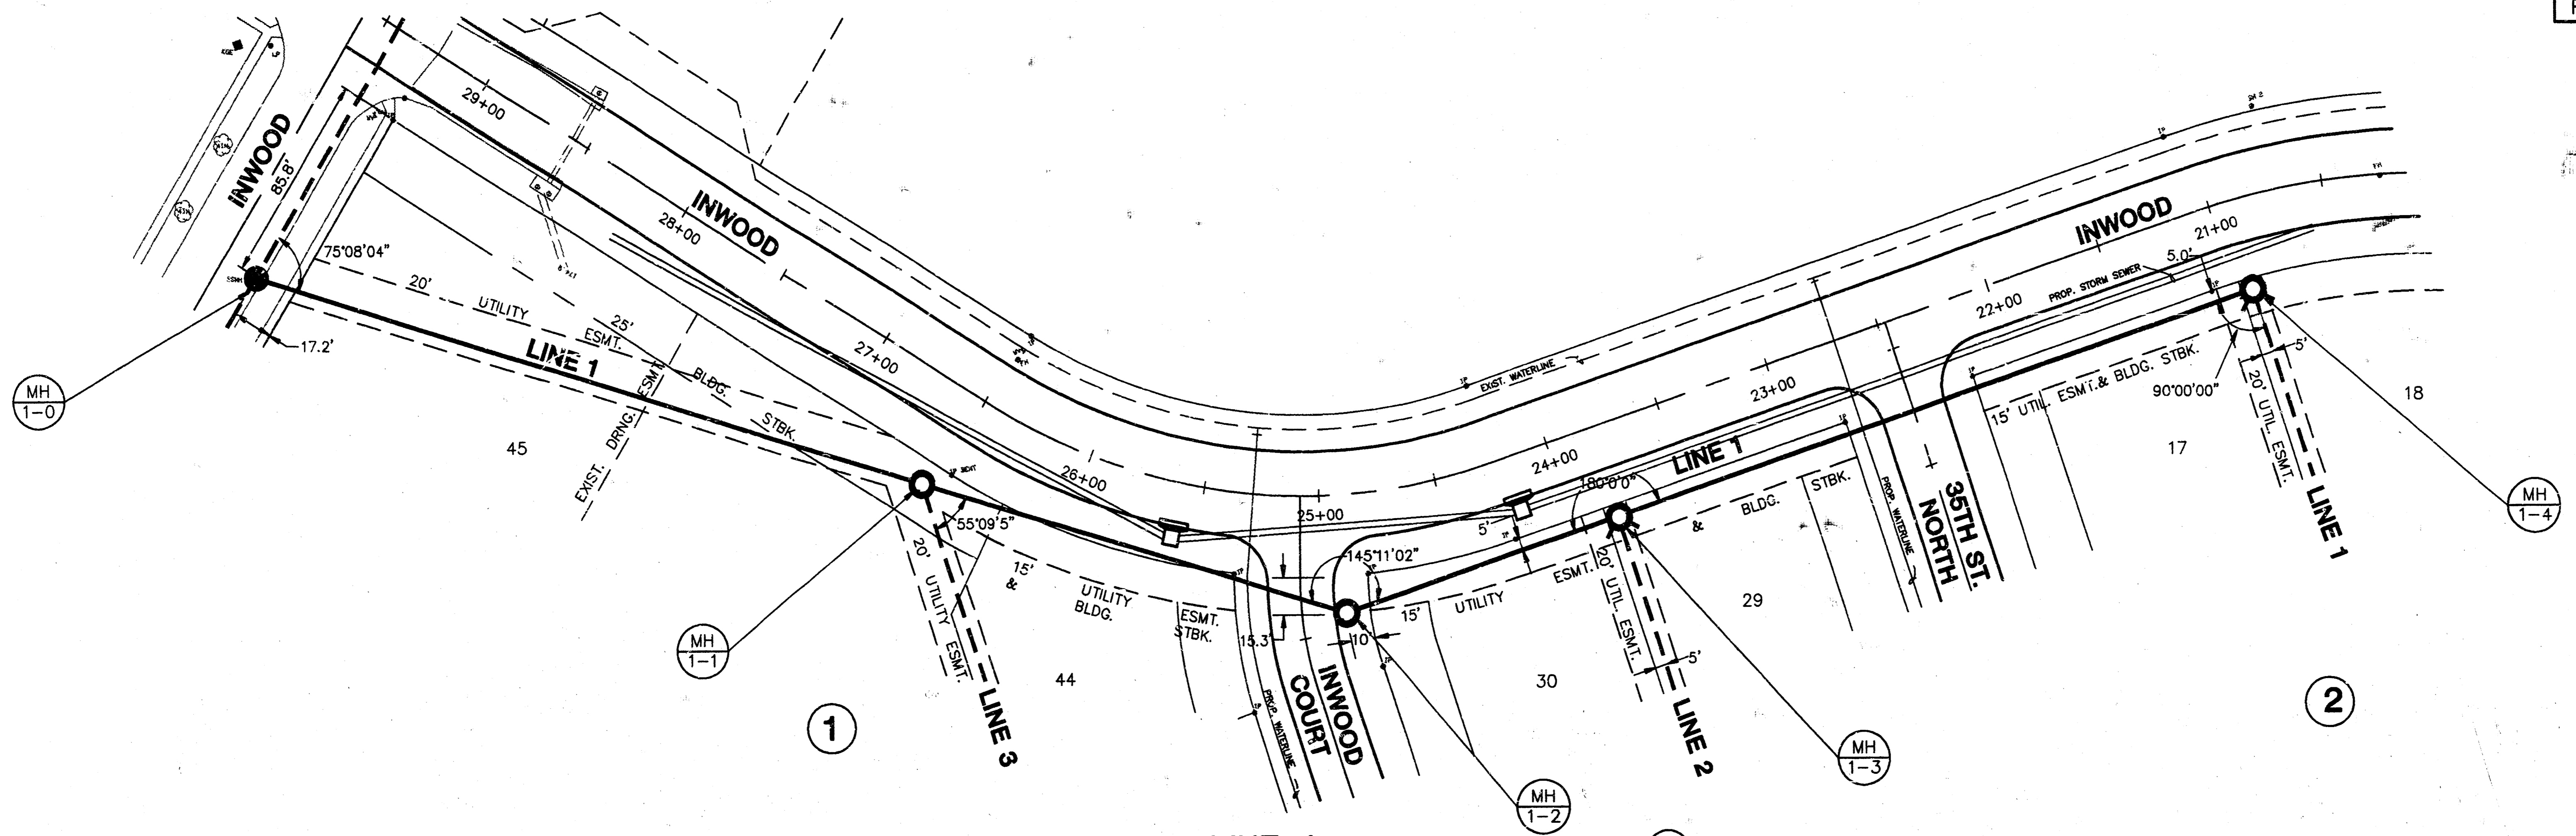 INWOOD
85.8'
75°08'04"
SSMH
17.2'
MH
1-0
29+00
28+00
INWOOD
20'
UTILITY
ESMT.
25'
BLDG.
STBK.
LINE 1
27+00
EXIST. DRNG. ESMT.
45
MH
1-1
55°09'5"
20' UTILITY ESMT.
LINE 3
1
26+00
15'
&
UTILITY
BLDG.
ESMT.
STBK.
44
25+00
15.3'
10'
145°11'02"
PROP. WATERLINE
INWOOD
COURT
MH
1-2
EXIST. WATERLINE
24+00
5'
180°0'0"
LINE 1
23+00
15'
UTILITY
ESMT.
&
BLDG.
STBK.
20' UTIL. ESMT.
5'
30
29
LINE 2
MH
1-3
INWOOD
22+00
21+00
PROP. STORM SEWER
5.0'
PROP. WATERLINE
35TH ST.
NORTH
15' UTIL. ESMT.& BLDG. STBK.
90°00'00"
20' UTIL. ESMT.
5'
17
18
LINE 1
MH
1-4
2